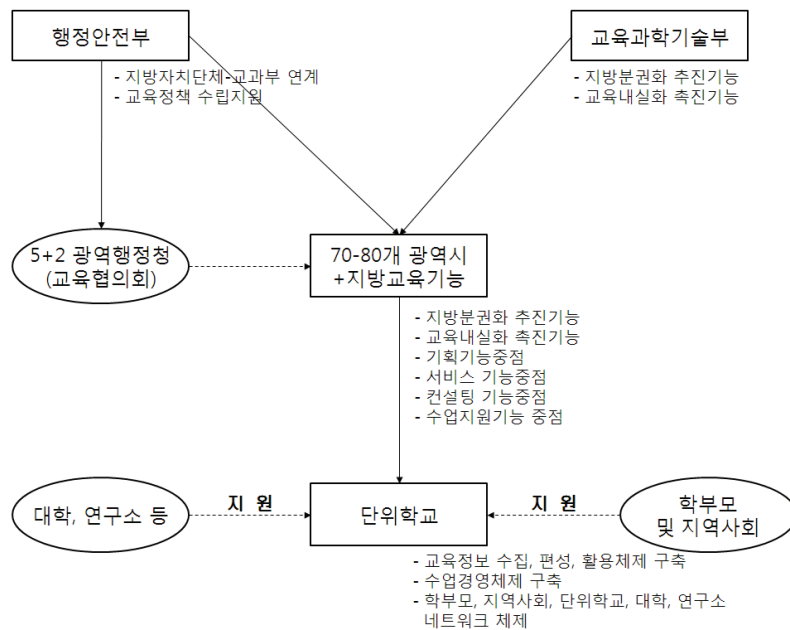 행정안전부
교육과학기술부
- 지방자치단체-교과부 연계
- 교육정책 수립지원
- 지방분권화 추진기능
- 교육내실화 촉진기능
5+2 광역행정청
(교육협의회)
70-80개 광역시
+지방교육기능
- 지방분권화 추진기능
- 교육내실화 촉진기능
- 기획기능중점
- 서비스 기능중점
- 컨설팅 기능중점
- 수업지원기능 중점
대학, 연구소 등
지 원
단위학교
지 원
학부모
및 지역사회
- 교육정보 수집, 편성, 활용체제 구축
- 수업경영체제 구축
- 학부모, 지역사회, 단위학교, 대학, 연구소
네트워크 체제